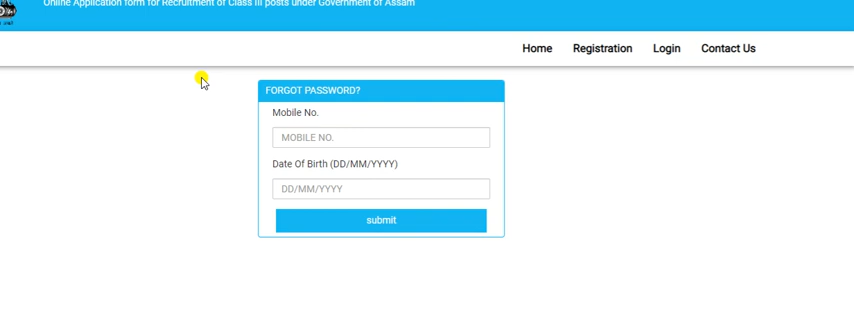 Online Application form for Recruitment of Class III posts under Government of Assam
Home Registration Login Contact Us
FORGOT PASSWORD?
Mobile No.
MOBILE NO.
Date Of Birth (DD/MM/YYYY)
DD/MM/YYYY
submit